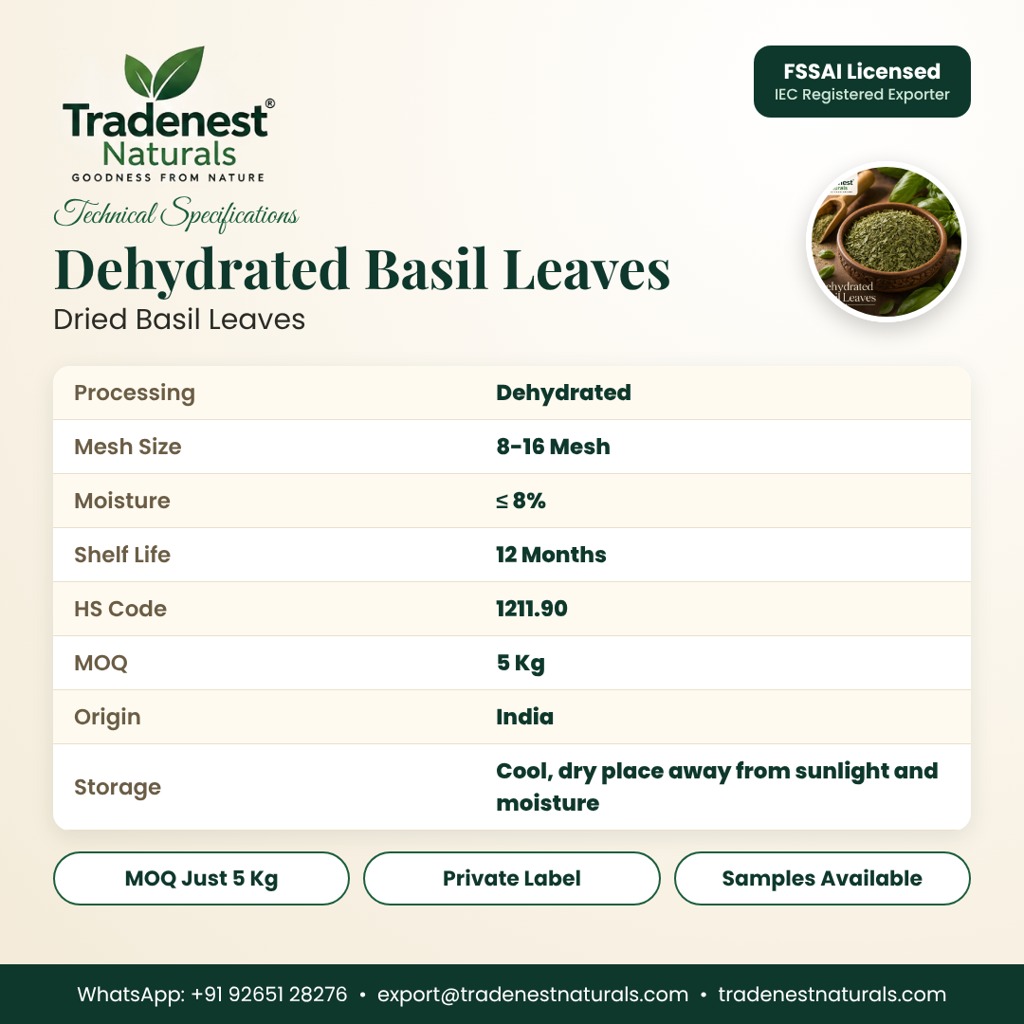 Tradenest®
Naturals
GOODNESS FROM NATURE
FSSAI Licensed
IEC Registered Exporter
Technical Specifications
Dehydrated Basil Leaves
Dried Basil Leaves
Leaves
Processing Dehydrated
Mesh Size 8-16 Mesh
Moisture ≤ 8%
Shelf Life 12 Months
HS Code 1211.90
MOQ 5 Kg
Origin India
Storage Cool, dry place away from sunlight and
moisture
MOQ Just 5 Kg
Private Label
Samples Available
WhatsApp: +91 92651 28276 • export@tradenestnaturals.com • tradenestnaturals.com